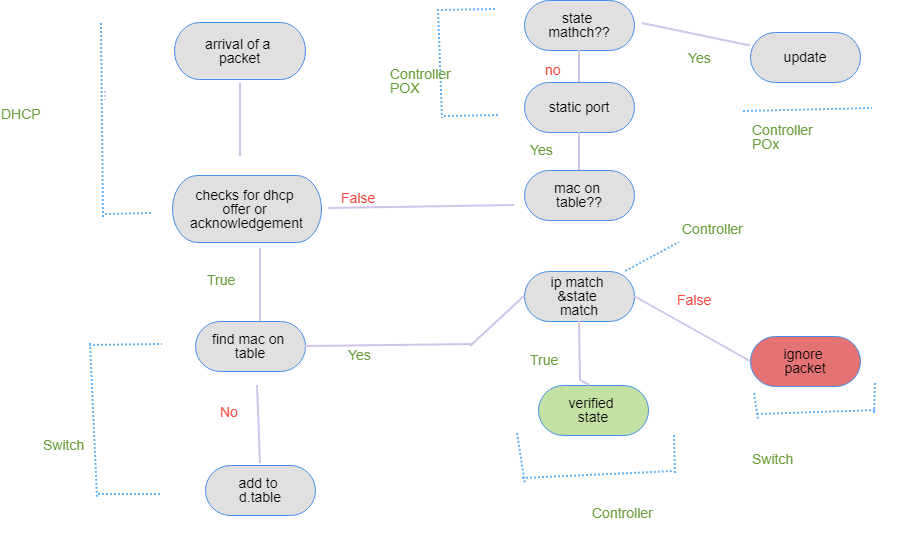 state
mathch??
arrival of a
packet
Yes
update
no
Controller
POX
static port
DHCP
Controller
POx
Yes
checks for dhcp
offer or
acknowledgement
False
mac on
table??
Controller
True
ip match
&state
match
False
find mac on
table
Yes
True
ignore
packet
No
verified
state
Switch
Switch
add to
d.table
Controller